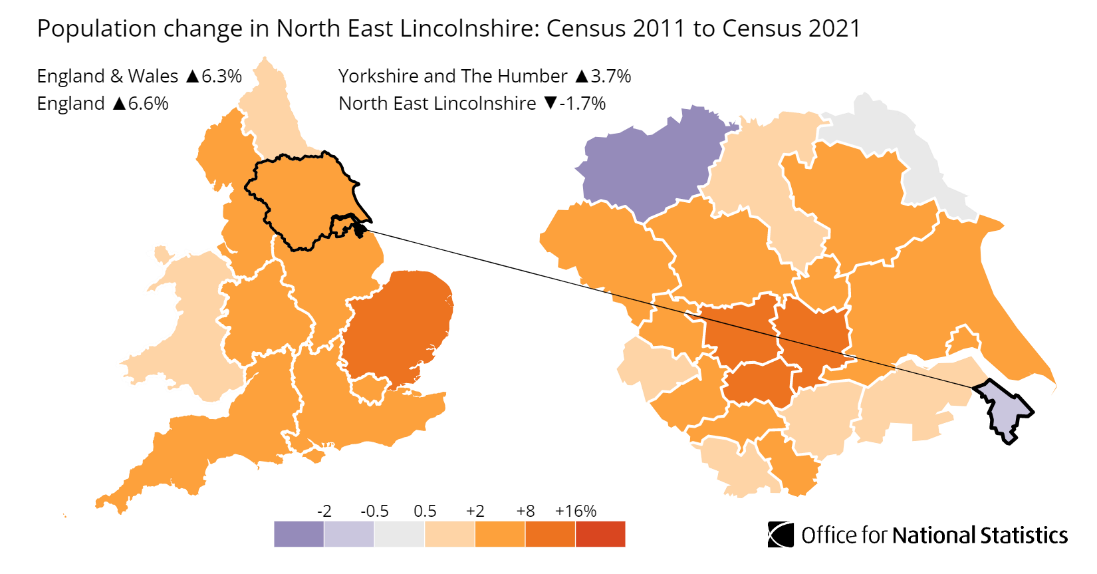 Population change in North East Lincolnshire: Census 2011 to Census 2021
England & Wales ▲6.3%
England ▲6.6%
Yorkshire and The Humber ▲3.7%
North East Lincolnshire ▼-1.7%
-2 -0.5 0.5 +2 +8 +16%
Office for National Statistics